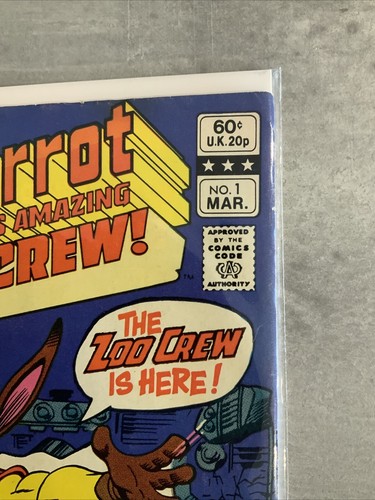 rrot
S AMAZING
CREW!
™
60¢
U.K. 20p
NO. 1
MAR.
APPROVED
BY THE
COMICS
CODE
CA
AUTHORITY
THE
ZOO CREW
IS HERE!